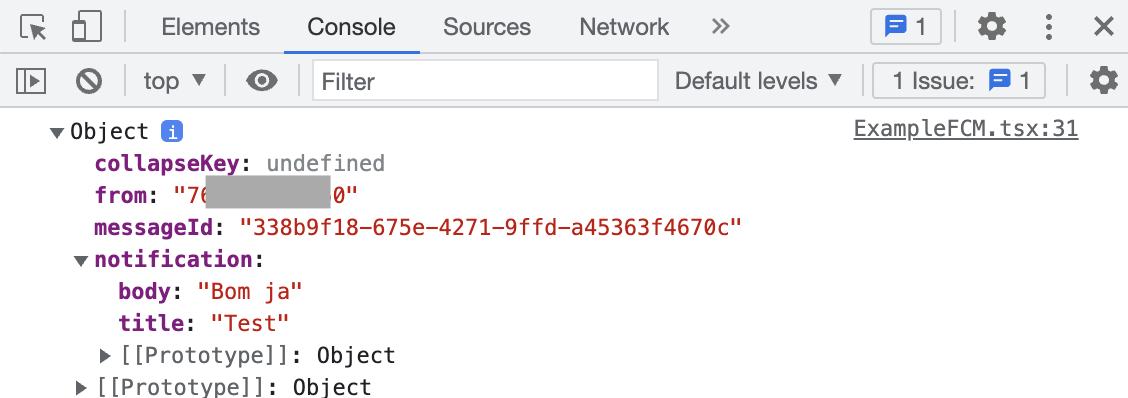 Elements Console Sources Network 1
top Filter Default levels 1 Issue: 1
Object i ExampleFCM.tsx:31
collapseKey: undefined
from: "76 0"
messageId: "338b9f18-675e-4271-9ffd-a45363f4670c"
notification:
body: "Bom ja"
title: "Test"
[[Prototype]]: Object
[[Prototype]]: Object